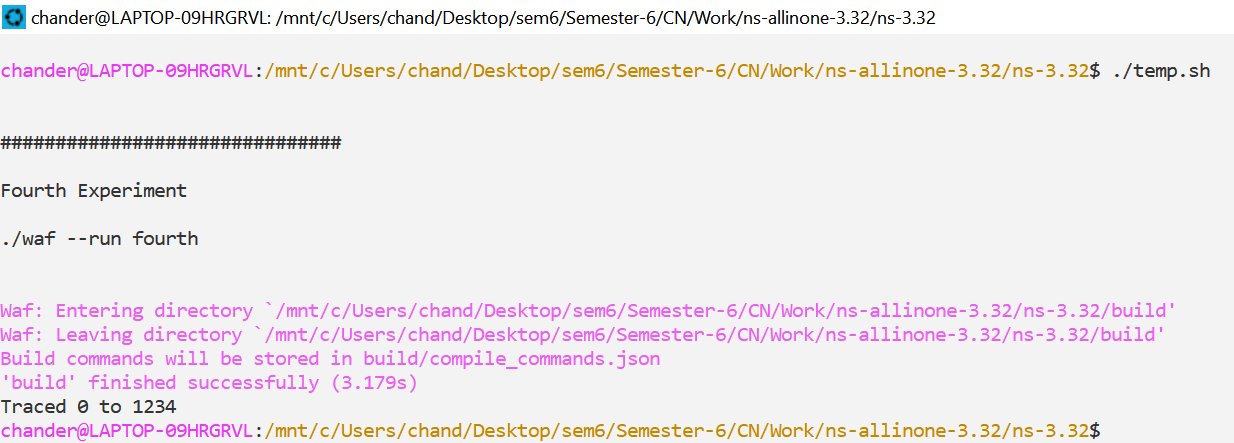 chander@LAPTOP-09HRGRVL: /mnt/c/Users/chand/Desktop/sem6/Semester-6/CN/Work/ns-allinone-3.32/ns-3.32
chander@LAPTOP-09HRGRVL:/mnt/c/Users/chand/Desktop/sem6/Semester-6/CN/Work/ns-allinone-3.32/ns-3.32$ ./temp.sh
###############################
Fourth Experiment
./waf --run fourth
Waf: Entering directory `/mnt/c/Users/chand/Desktop/sem6/Semester-6/CN/Work/ns-allinone-3.32/ns-3.32/build'
Waf: Leaving directory `/mnt/c/Users/chand/Desktop/sem6/Semester-6/CN/Work/ns-allinone-3.32/ns-3.32/build'
Build commands will be stored in build/compile_commands.json
'build' finished successfully (3.179s)
Traced 0 to 1234
chander@LAPTOP-09HRGRVL:/mnt/c/Users/chand/Desktop/sem6/Semester-6/CN/Work/ns-allinone-3.32/ns-3.32$